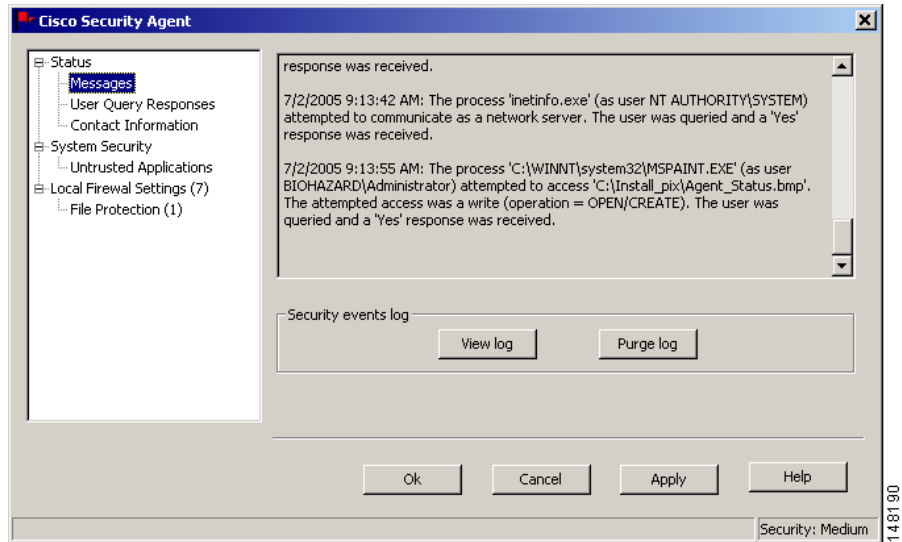 Cisco Security Agent
Status
Messages
User Query Responses
Contact Information
System Security
Untrusted Applications
Local Firewal Settings (7)
File Protection (1)
response was received.
7/2/2005 9:13:42 AM: The process 'inetinfo.exe' (as user NT AUTHORITY\SYSTEM)
attempted to communicate as a network server. The user was queried and a 'Yes'
response was received.
7/2/2005 9:13:55 AM: The process 'C:\WINNT\system32\MSPAINT.EXE' (as user
BIOHAZARD\Administrator) attempted to access 'C:\Install_pix\Agent_Status.bmp'.
The attempted access was a write (operation = OPEN/CREATE). The user was
queried and a 'Yes' response was received.
Security events log
View log
Purge log
Ok
Cancel
Apply
Help
Security: Medium
148190